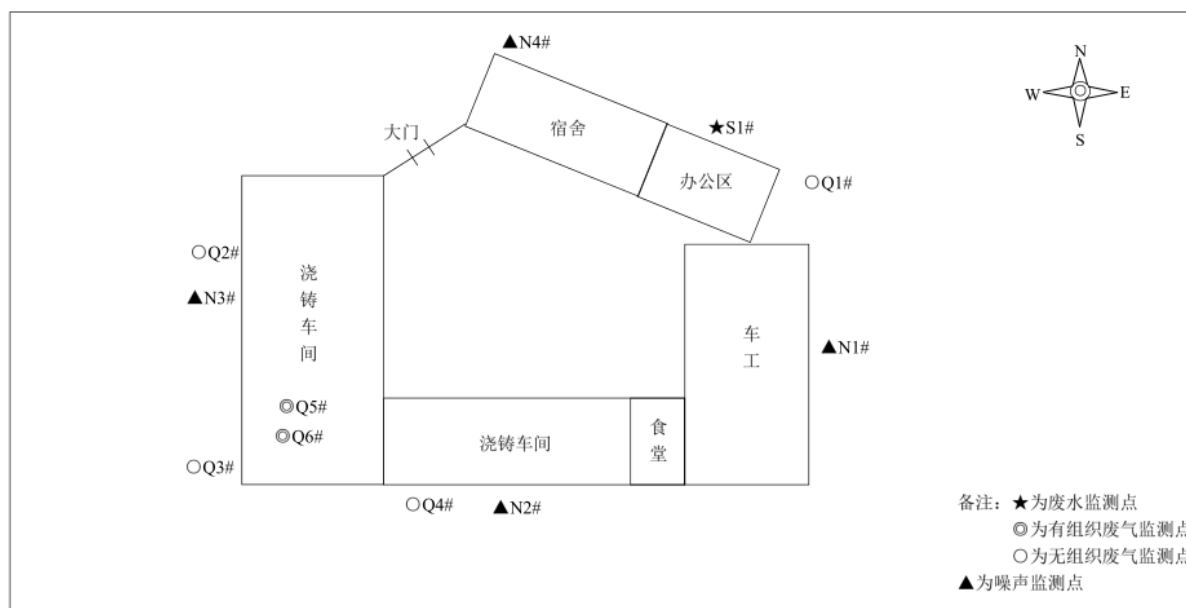 ▲N4#
N
W
E
S
大门
宿舍
★S1#
办公区
○Q1#
○Q2#
▲N3#
浇铸车间
车工
▲N1#
◎Q5#
◎Q6#
○Q3#
浇铸车间
食堂
○Q4#
▲N2#
备注：★为废水监测点
◎为有组织废气监测点
○为无组织废气监测点
▲为噪声监测点